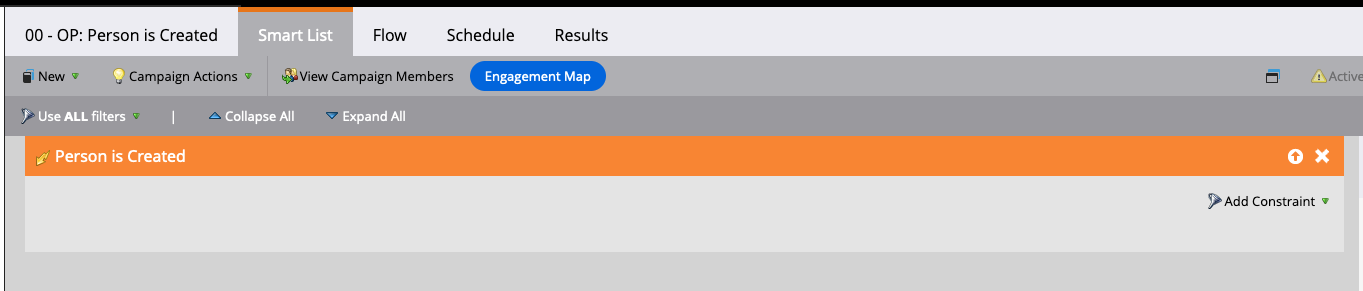 00 - OP: Person is Created Smart List Flow Schedule Results
New Campaign Actions View Campaign Members Engagement Map Active
Use ALL filters | Collapse All Expand All
Person is Created
Add Constraint